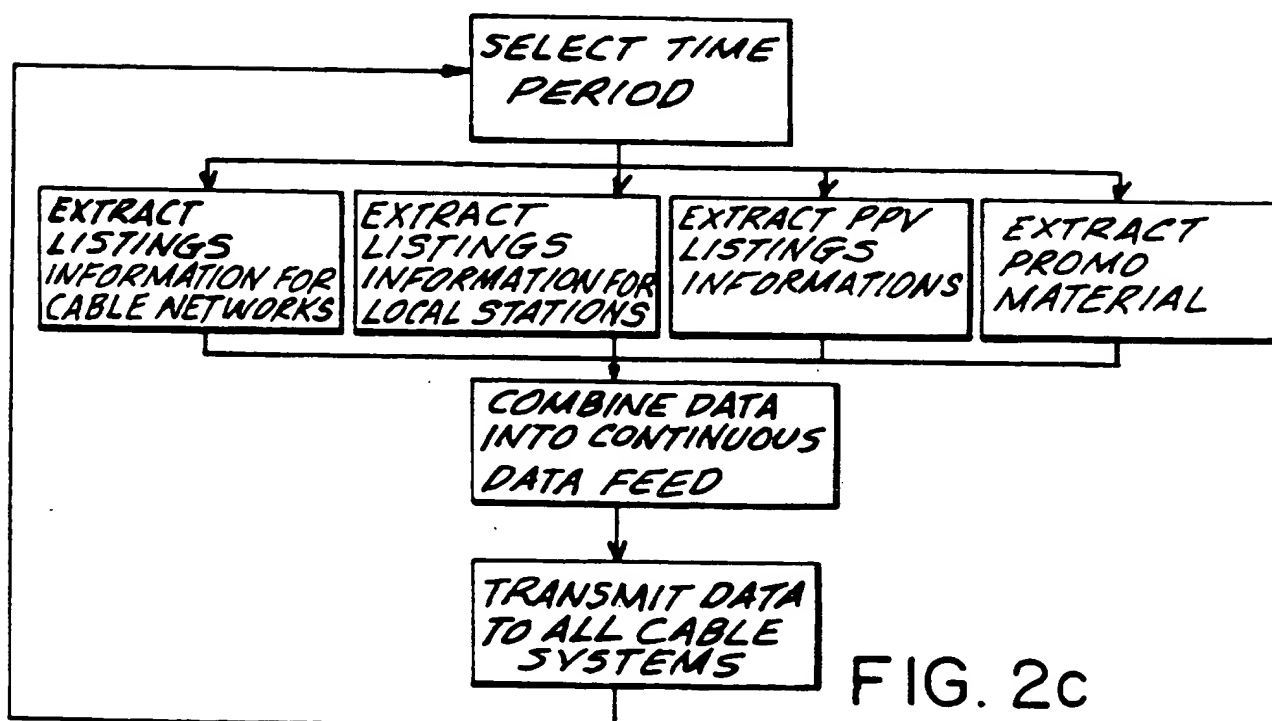 SELECT TIME
PERIOD
EXTRACT
LISTINGS
INFORMATION FOR
CABLE NETWORKS
EXTRACT
LISTINGS
INFORMATION FOR
LOCAL STATIONS
EXTRACT PPV
LISTINGS
INFORMATIONS
EXTRACT
PROMO
MATERIAL
COMBINE DATA
INTO CONTINUOUS
DATA FEED
TRANSMIT DATA
TO ALL CABLE
SYSTEMS
FIG. 2c